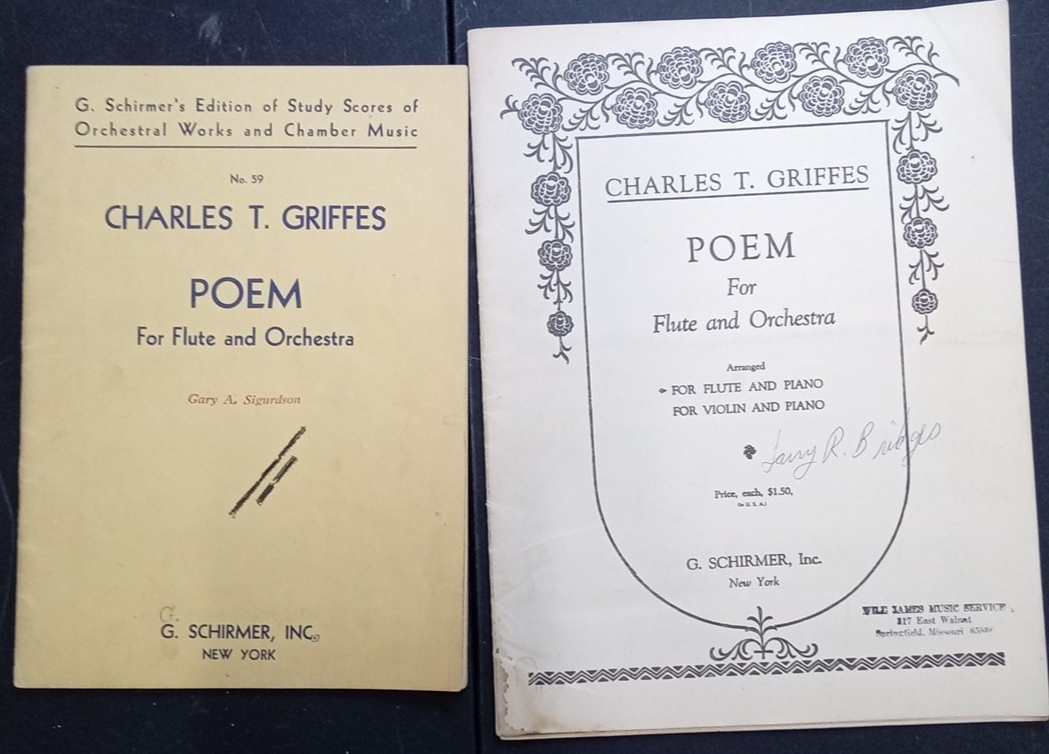 G. Schirmer's Edition of Study Scores of
Orchestral Works and Chamber Music
No. 59
CHARLES T. GRIFFES
POEM
For Flute and Orchestra
Gary A. Sigurdson
G.
G. SCHIRMER, INC.
NEW YORK
CHARLES T. GRIFFES
POEM
For
Flute and Orchestra
Arranged
FOR FLUTE AND PIANO
FOR VIOLIN AND PIANO
Larry R. Bridges
Price, each, $1.50,
(In U. S. A.)
G. SCHIRMER, Inc.
New York
JAMES MUSIC SERVICE
317 East Walnut
Springfield, Missouri